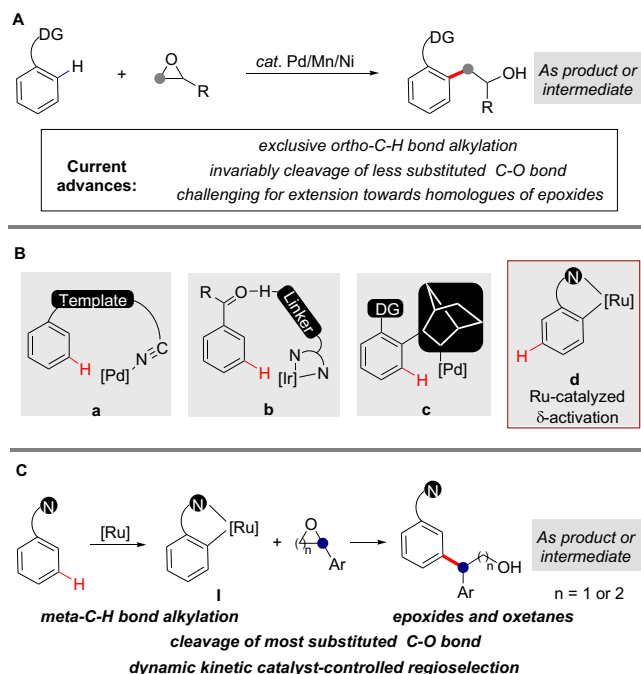 A
DG
H
+
O
R
cat. Pd/Mn/Ni
DG
OH
R
As product or
intermediate
Current
advances:
exclusive ortho-C-H bond alkylation
invariably cleavage of less substituted C-O bond
challenging for extension towards homologues of epoxides
B
Template
H
[Pd]
N
C
a
R
O
H
Linker
H
N
N
[Ir]
b
DG
H
[Pd]
c
N
[Ru]
H
d
Ru-catalyzed
δ-activation
C
N
H
[Ru]
N
[Ru]
I
+
O
( )n
Ar
N
( )n
OH
Ar
As product or
intermediate
n = 1 or 2
meta-C-H bond alkylation
epoxides and oxetanes
cleavage of most substituted C-O bond
dynamic kinetic catalyst-controlled regioselection